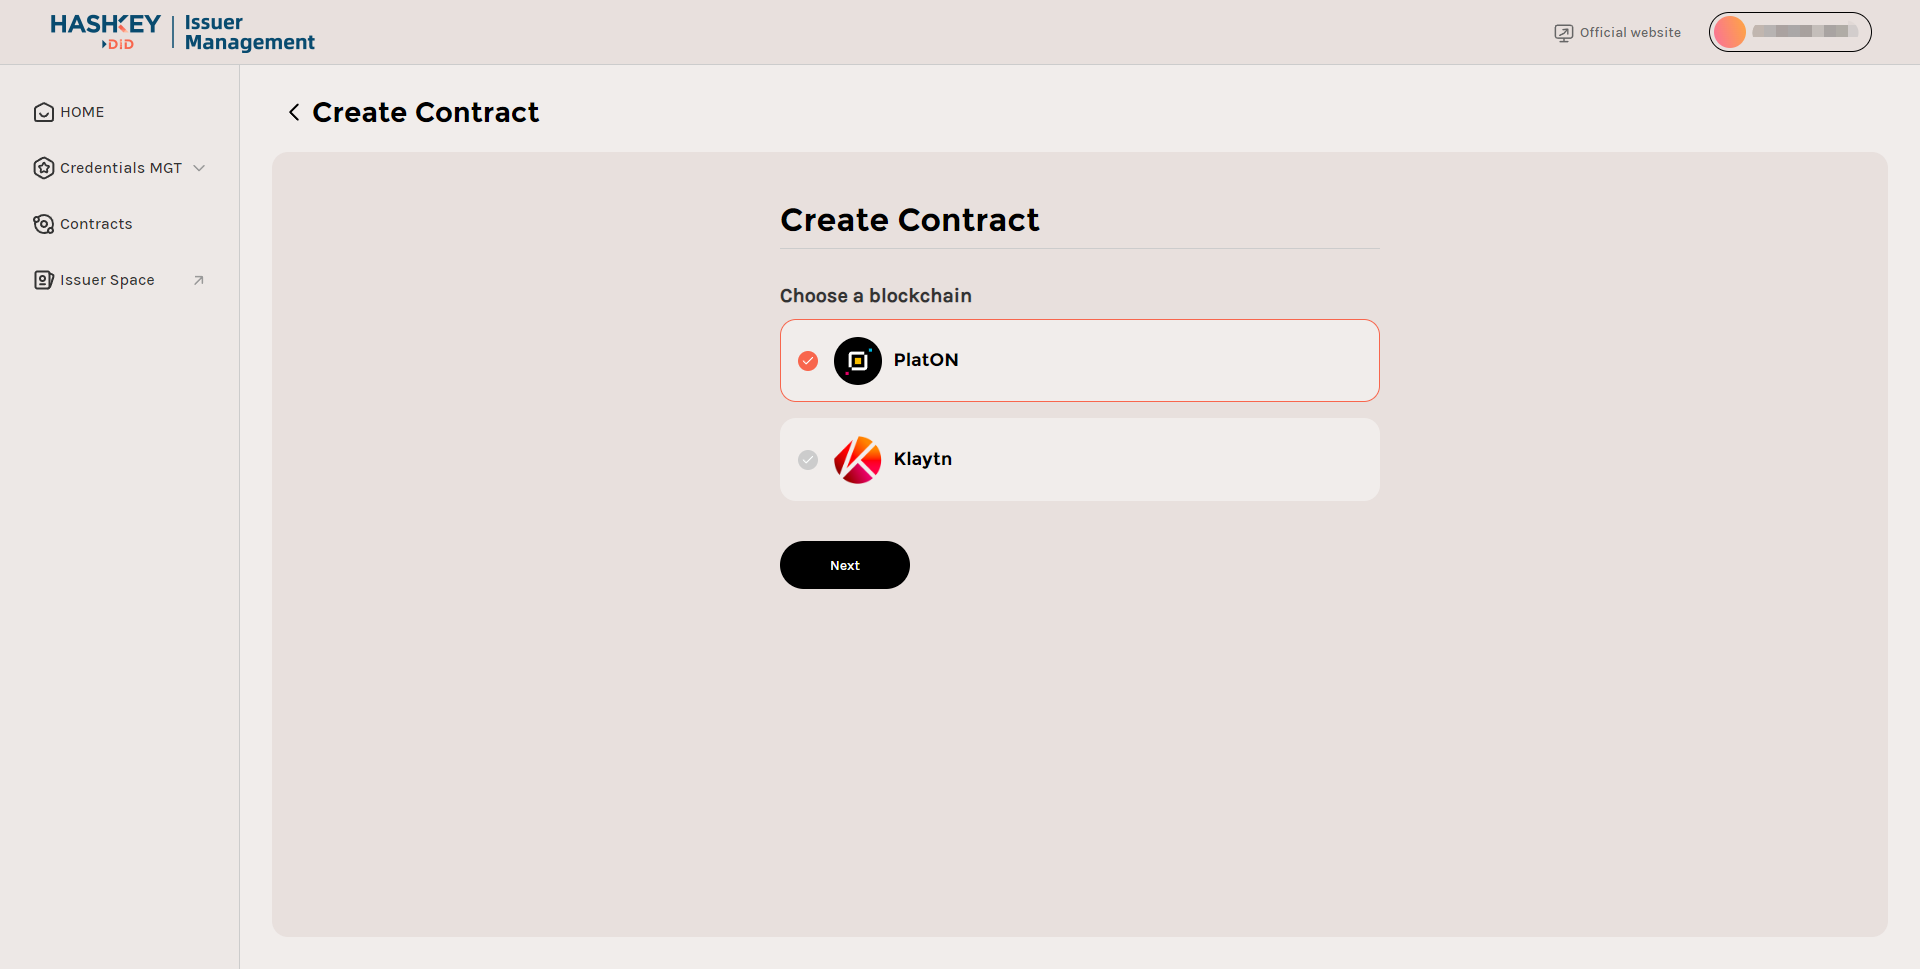 HASHKEY
DiD
Issuer
Management
Official website
HOME
Credentials MGT
Contracts
Issuer Space
Create Contract
Create Contract
Choose a blockchain
PlatON
Klaytn
Next